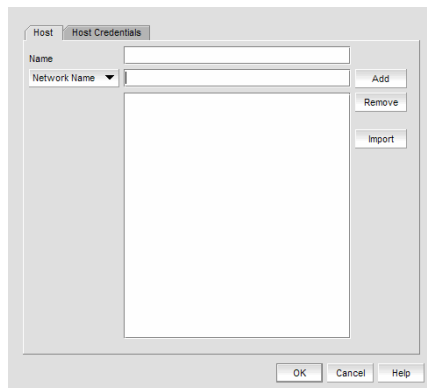 Host Host Credentials
Name
Network Name Add
Remove
Import
OK Cancel Help